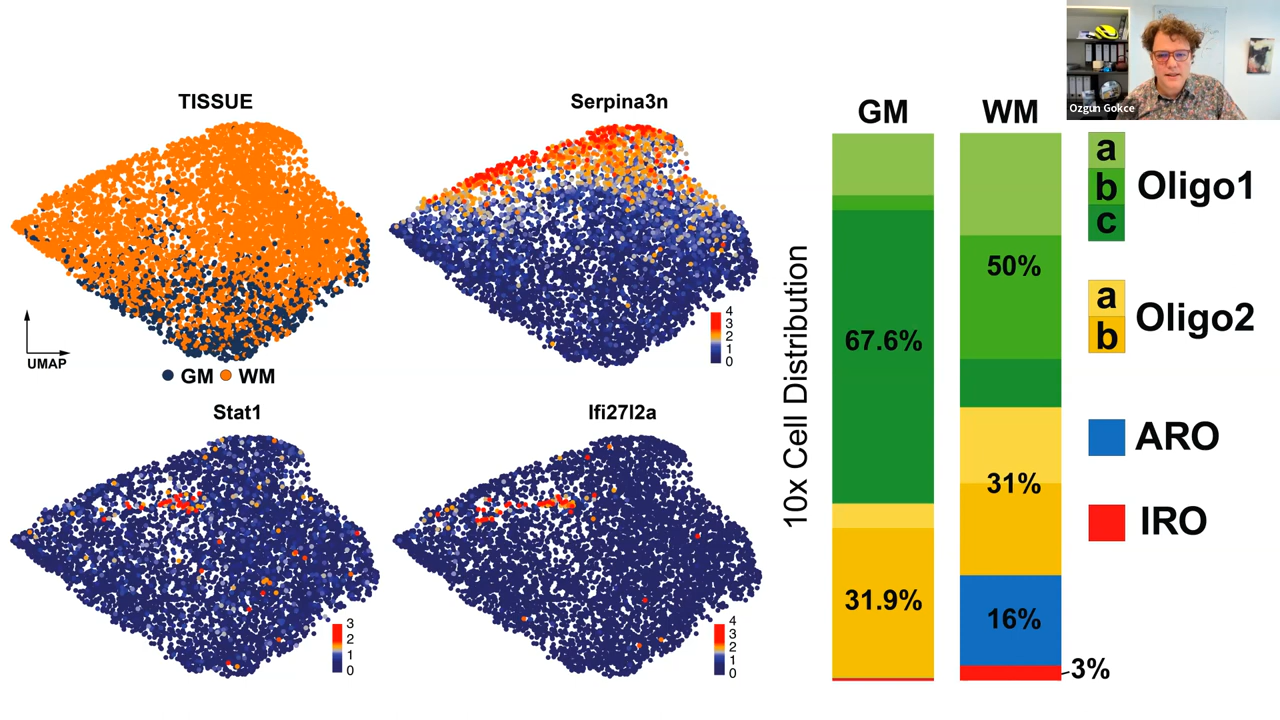 TISSUE
UMAP
GM WM
Serpina3n
4
3
2
1
0
Stat1
3
2
1
0
Ifi27l2a
4
3
2
1
0
10x Cell Distribution
GM WM
67.6%
31.9%
50%
31%
16%
3%
Ozgun Gokce
a
b
c
Oligo1
a
b
Oligo2
ARO
IRO